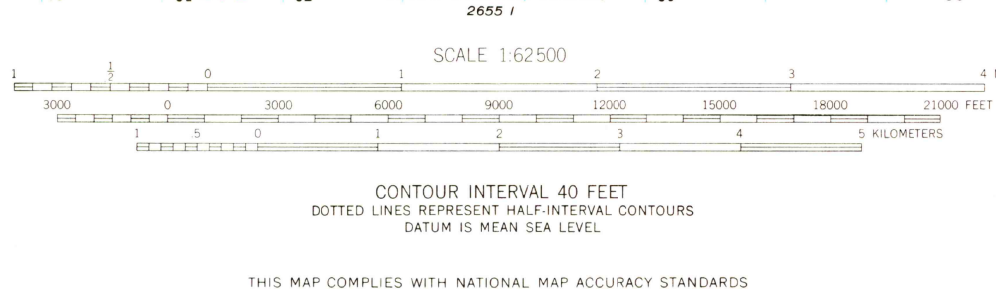 2655 I
SCALE 1:62500
1 ½ 0 1 2 3 4
3000 0 3000 6000 9000 12000 15000 18000 21000 FEET
1 .5 0 1 2 3 4 5 KILOMETERS
CONTOUR INTERVAL 40 FEET
DOTTED LINES REPRESENT HALF-INTERVAL CONTOURS
DATUM IS MEAN SEA LEVEL
THIS MAP COMPLIES WITH NATIONAL MAP ACCURACY STANDARDS